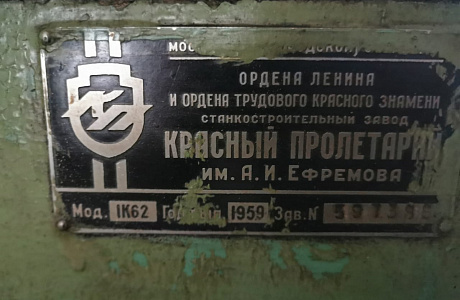 ОРДЕНА ЛЕНИНА
И ОРДЕНА ТРУДОВОГО КРАСНОГО ЗНАМЕНИ
СТАНКОСТРОИТЕЛЬНЫЙ ЗАВОД
КРАСНЫЙ ПРОЛЕТАРИЙ
ИМ. А.И. ЕФРЕМОВА
Мод. 1К62 1959 Зав. N